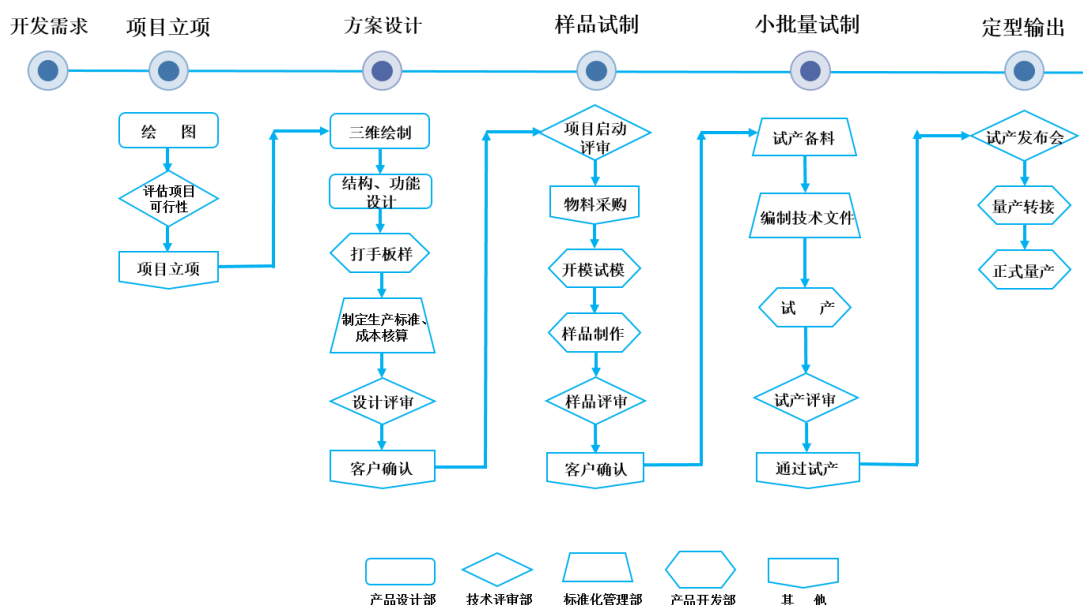 开发需求
项目立项
方案设计
样品试制
小批量试制
定型输出
绘 图
评估项目
可行性
项目立项
三维绘制
结构、功能
设计
打手板样
制定生产标准、
成本核算
设计评审
客户确认
项目启动
评审
物料采购
开模试模
样品制作
样品评审
客户确认
试产备料
编制技术文件
试 产
试产评审
通过试产
试产发布会
量产转接
正式量产
产品设计部
技术评审部
标准化管理部
产品开发部
其 他